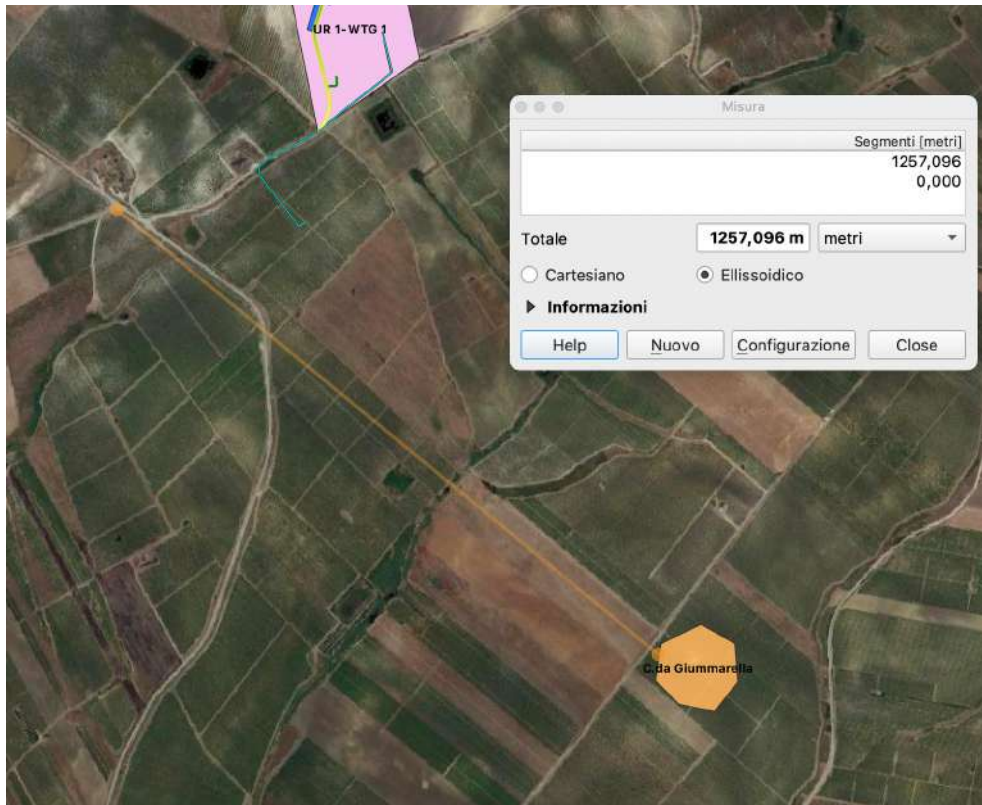 UR 1- WTG 1
Misura
Segmenti [metri]
1257,096
0,000
Totale 1257,096 m metri
Cartesiano Ellissoidico
Informazioni
Help Nuovo Configurazione Close
C.da Giummarella